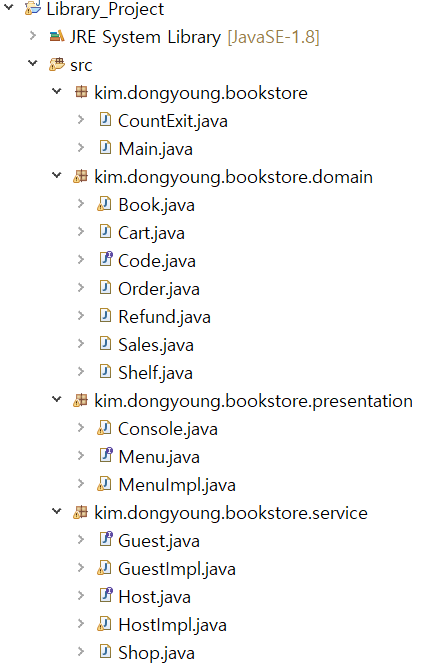 Library_Project
JRE System Library [JavaSE-1.8]
src
kim.dongyoung.bookstore
CountExit.java
Main.java
kim.dongyoung.bookstore.domain
Book.java
Cart.java
Code.java
Order.java
Refund.java
Sales.java
Shelf.java
kim.dongyoung.bookstore.presentation
Console.java
Menu.java
MenuImpl.java
kim.dongyoung.bookstore.service
Guest.java
GuestImpl.java
Host.java
HostImpl.java
Shop.java